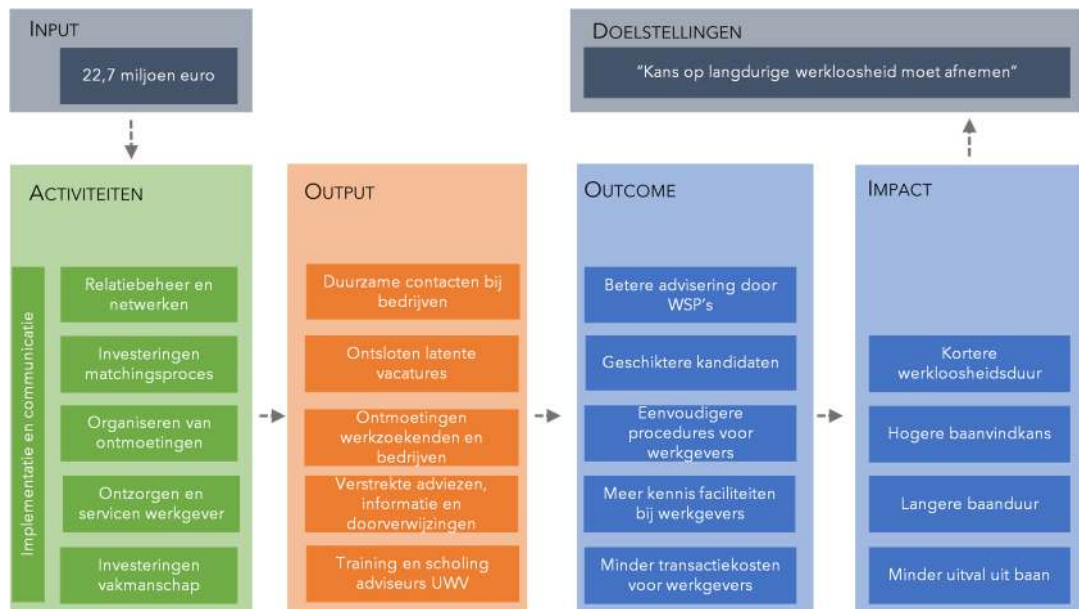 INPUT
22,7 miljoen euro
DOELSTELLINGEN
“Kans op langdurige werkloosheid moet afnemen”
ACTIVITEITEN
Implementatie en communicatie
Relatiebeheer en
netwerken
Investeringen
matchingsproces
Organiseren van
ontmoetingen
Ontzorgen en
servicen werkgever
Investeringen
vakmanschap
OUTPUT
Duurzame contacten bij
bedrijven
Ontsloten latente
vacatures
Ontmoetingen
werkzoekenden en
bedrijven
Verstrekte adviezen,
informatie en
doorverwijzingen
Training en scholing
adviseurs UWV
OUTCOME
Betere advisering door
WSP's
Geschiktere kandidaten
Eenvoudigere
procedures voor
werkgevers
Meer kennis faciliteiten
bij werkgevers
Minder transactiekosten
voor werkgevers
IMPACT
Kortere
werkloosheidsduur
Hogere baanvindkans
Langere baanduur
Minder uitval uit baan